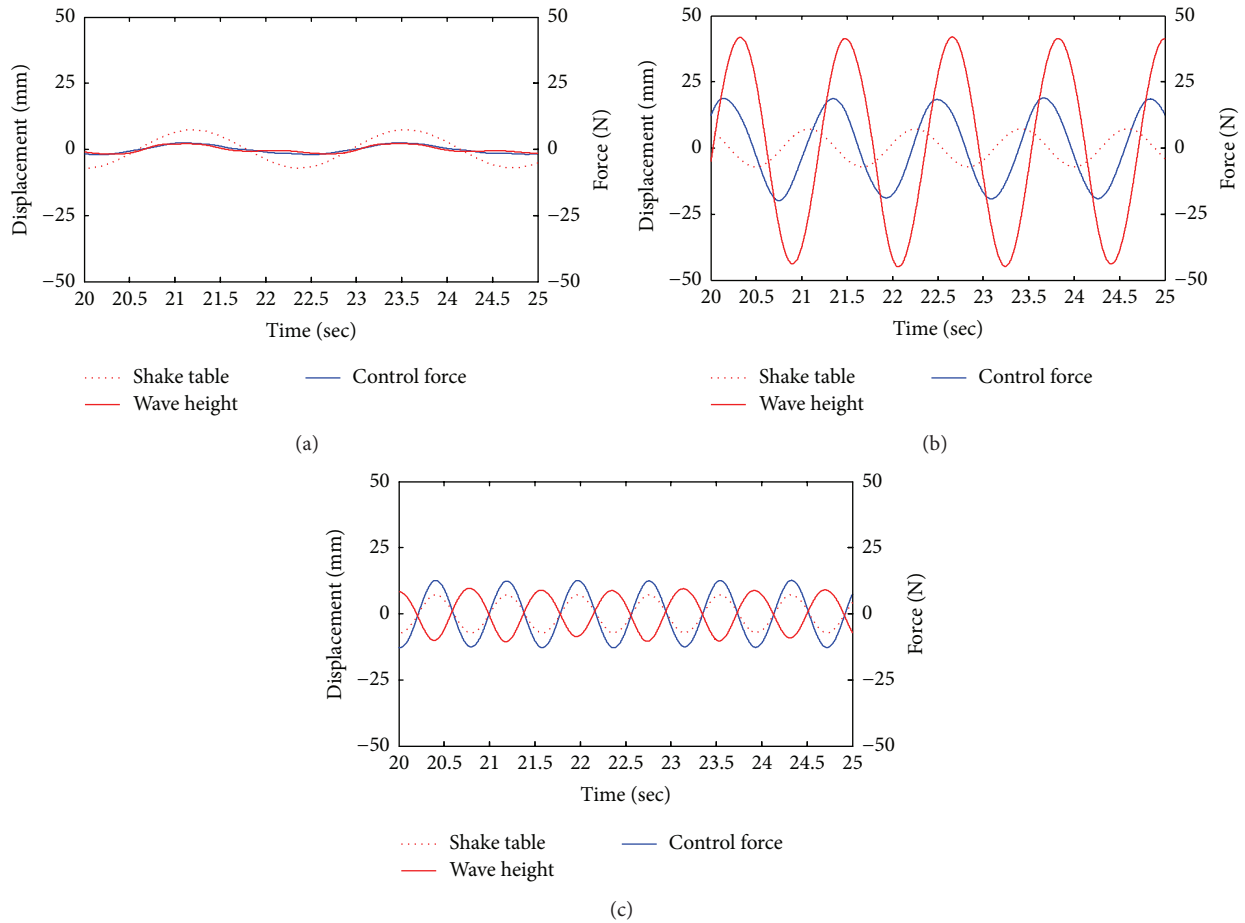 50
25
0
−25
−50
Displacement (mm)
50
25
0
−25
−50
Force (N)
20 20.5 21 21.5 22 22.5 23 23.5 24 24.5 25
Time (sec)
Shake table
Wave height
Control force
(a)
50
25
0
−25
−50
Displacement (mm)
50
25
0
−25
−50
Force (N)
20 20.5 21 21.5 22 22.5 23 23.5 24 24.5 25
Time (sec)
Shake table
Wave height
Control force
(b)
50
25
0
−25
−50
Displacement (mm)
50
25
0
−25
−50
Force (N)
20 20.5 21 21.5 22 22.5 23 23.5 24 24.5 25
Time (sec)
Shake table
Wave height
Control force
(c)